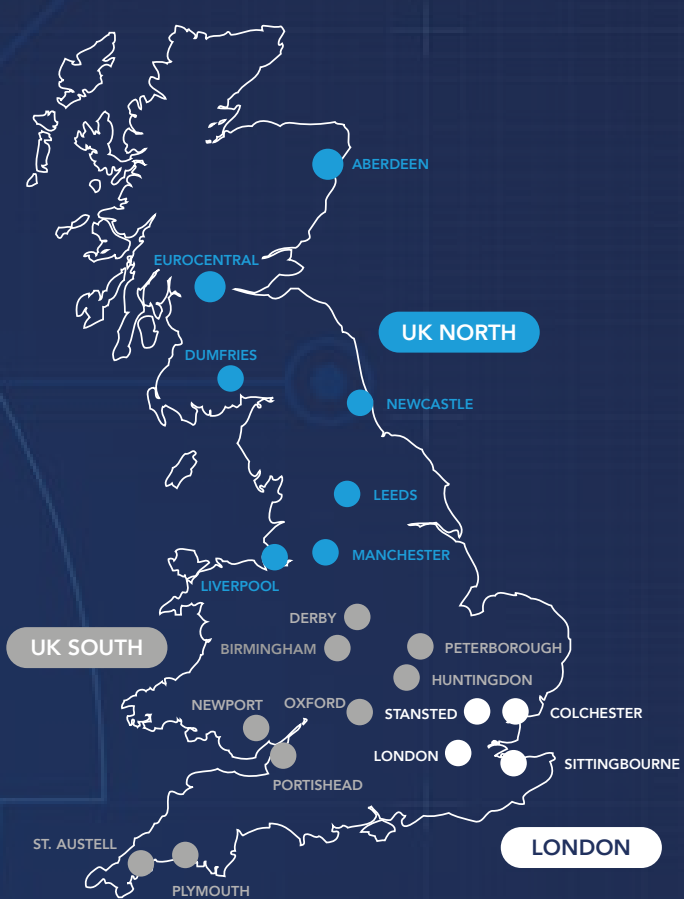 ABERDEEN
EUROCENTRAL
UK NORTH
DUMFRIES
NEWCASTLE
LEEDS
MANCHESTER
LIVERPOOL
DERBY
UK SOUTH
BIRMINGHAM
PETERBOROUGH
HUNTINGDON
NEWPORT
OXFORD
STANSTED
COLCHESTER
LONDON
SITTINGBOURNE
PORTISHEAD
ST. AUSTELL
LONDON
PLYMOUTH